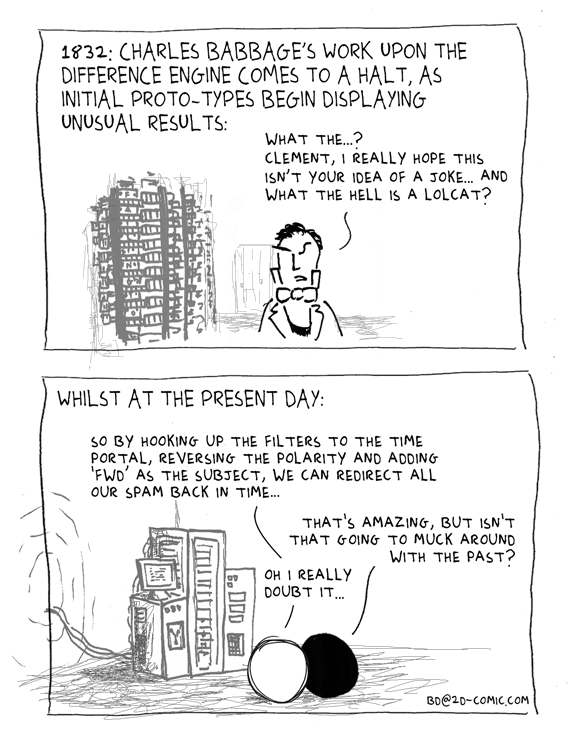 1832: CHARLES BABBAGE'S WORK UPON THE
DIFFERENCE ENGINE COMES TO A HALT, AS
INITIAL PROTO-TYPES BEGIN DISPLAYING
UNUSUAL RESULTS:
WHAT THE...?
CLEMENT, I REALLY HOPE THIS
ISN'T YOUR IDEA OF A JOKE... AND
WHAT THE HELL IS A LOLCAT?
WHILST AT THE PRESENT DAY:
SO BY HOOKING UP THE FILTERS TO THE TIME
PORTAL, REVERSING THE POLARITY AND ADDING
'FWD' AS THE SUBJECT, WE CAN REDIRECT ALL
OUR SPAM BACK IN TIME...
THAT'S AMAZING, BUT ISN'T
THAT GOING TO MUCK AROUND
WITH THE PAST?
OH I REALLY
DOUBT IT...
BD@2D-COMIC.COM